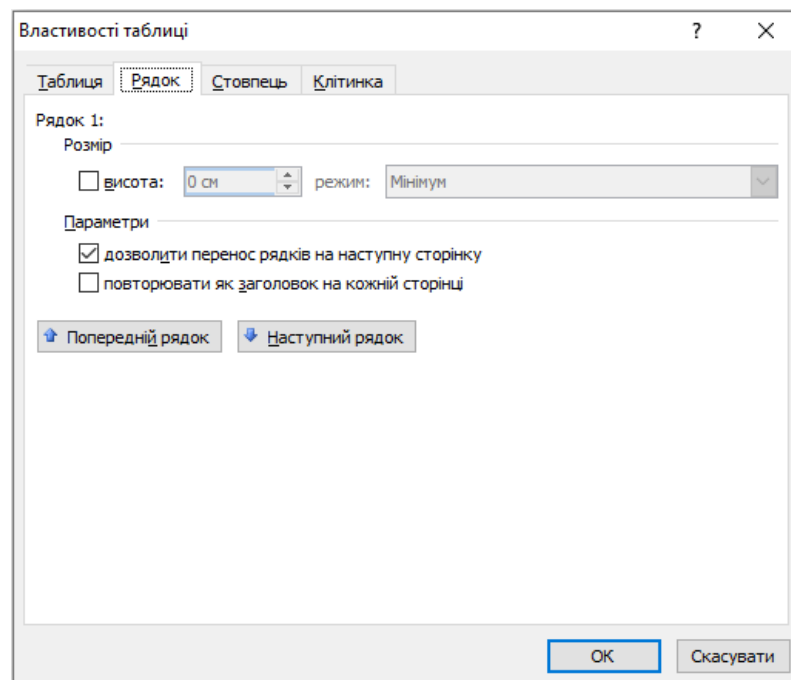 Властивості таблиці ?
Таблиця Рядок Стовпець Клітинка
Рядок 1:
Розмір
висота: 0 см режим: Мінімум
Параметри
дозволити перенос рядків на наступну сторінку
повторювати як заголовок на кожній сторінці
Попередній рядок Наступний рядок
ОК Скасувати